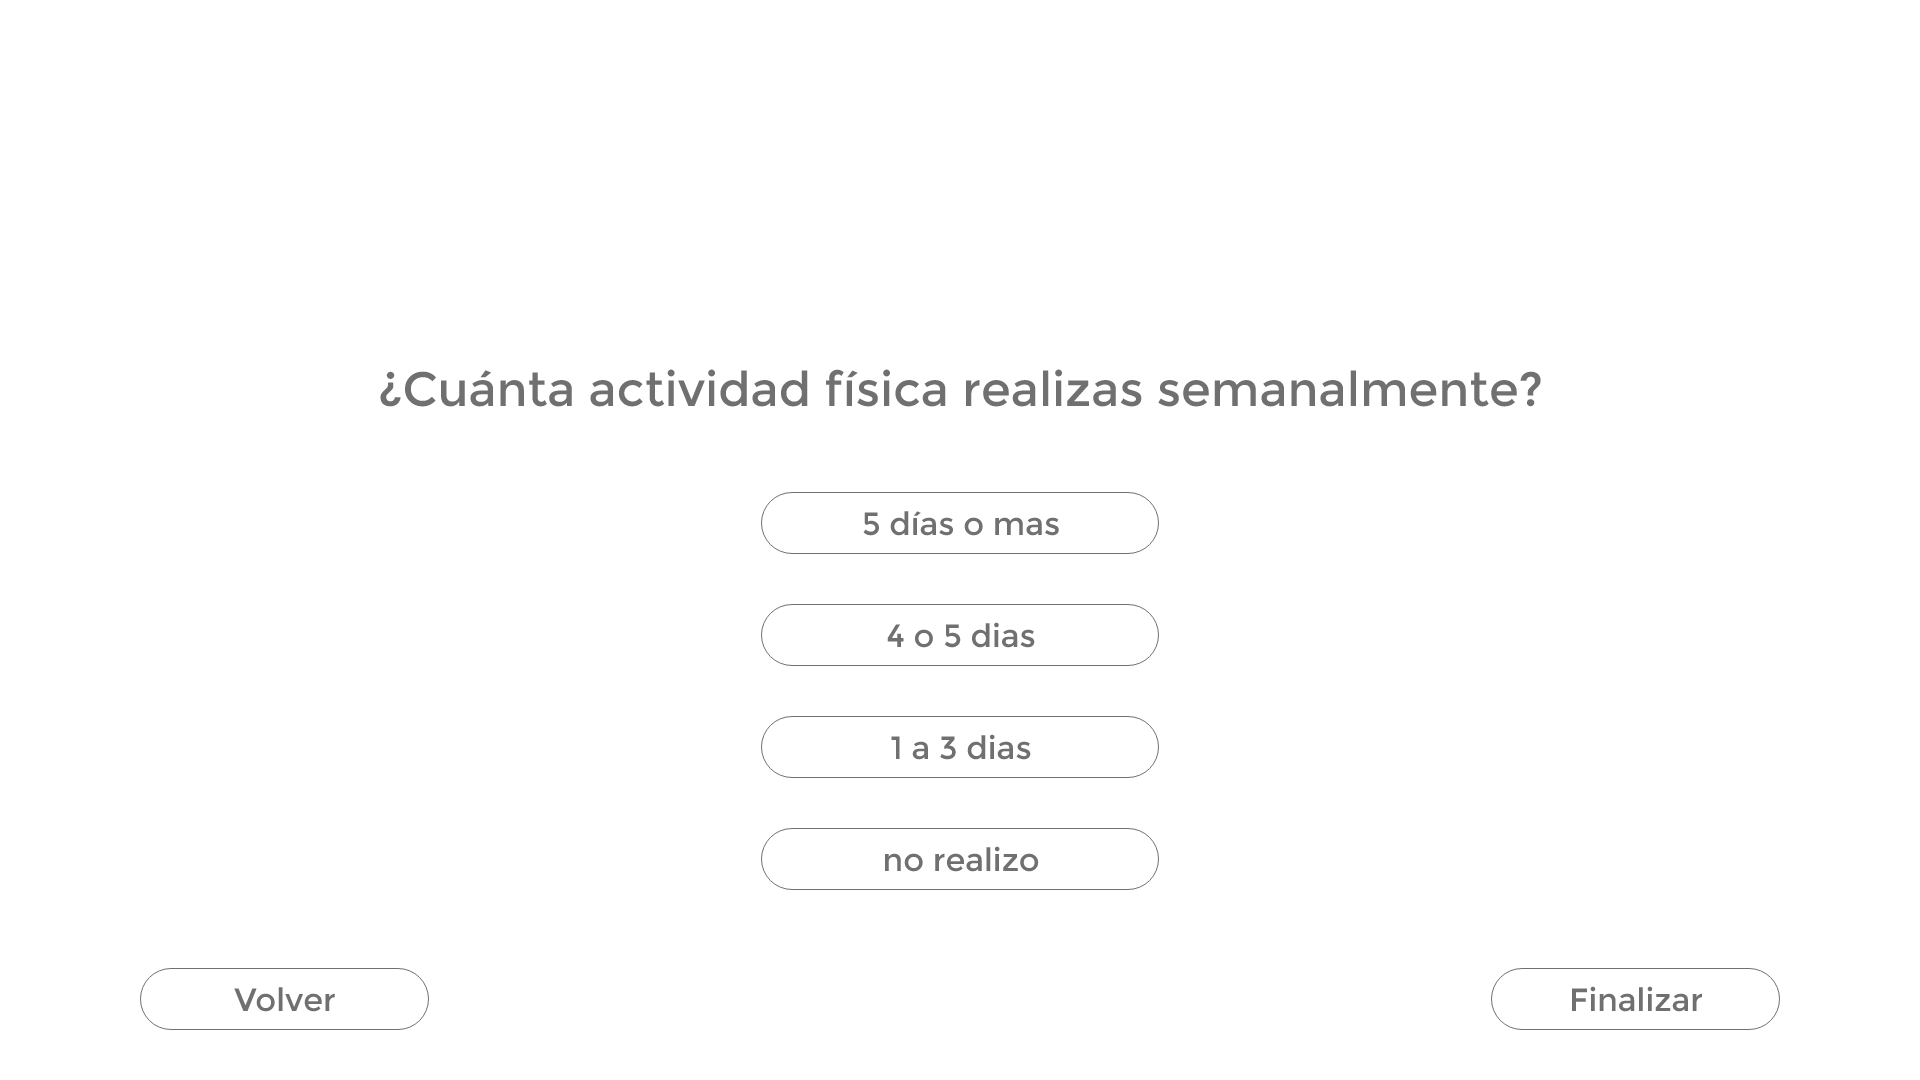 ¿Cuánta actividad física realizas semanalmente?
5 días o mas
4 o 5 dias
1 a 3 dias
no realizo
Volver
Finalizar